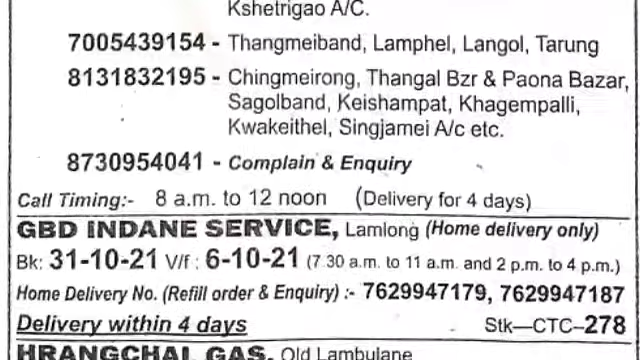 Kshetrigao A/C.
7005439154 - Thangmeiband, Lamphel, Langol, Tarung
8131832195 - Chingmeirong, Thangal Bzr & Paona Bazar,
Sagolband, Keishampat, Khagempalli,
Kwakeithel, Singjamei A/c etc.
8730954041 - Complain & Enquiry
Call Timing:- 8 a.m. to 12 noon (Delivery for 4 days)
GBD INDANE SERVICE, Lamlong (Home delivery only)
Bk: 31-10-21 V/f : 6-10-21 (7.30 a.m. to 11 a.m. and 2 p.m. to 4 p.m.)
Home Delivery No. (Refill order & Enquiry) :- 7629947179, 7629947187
Delivery within 4 days Stk—CTC–278
HRANGCHAL GAS, Old Lambulane